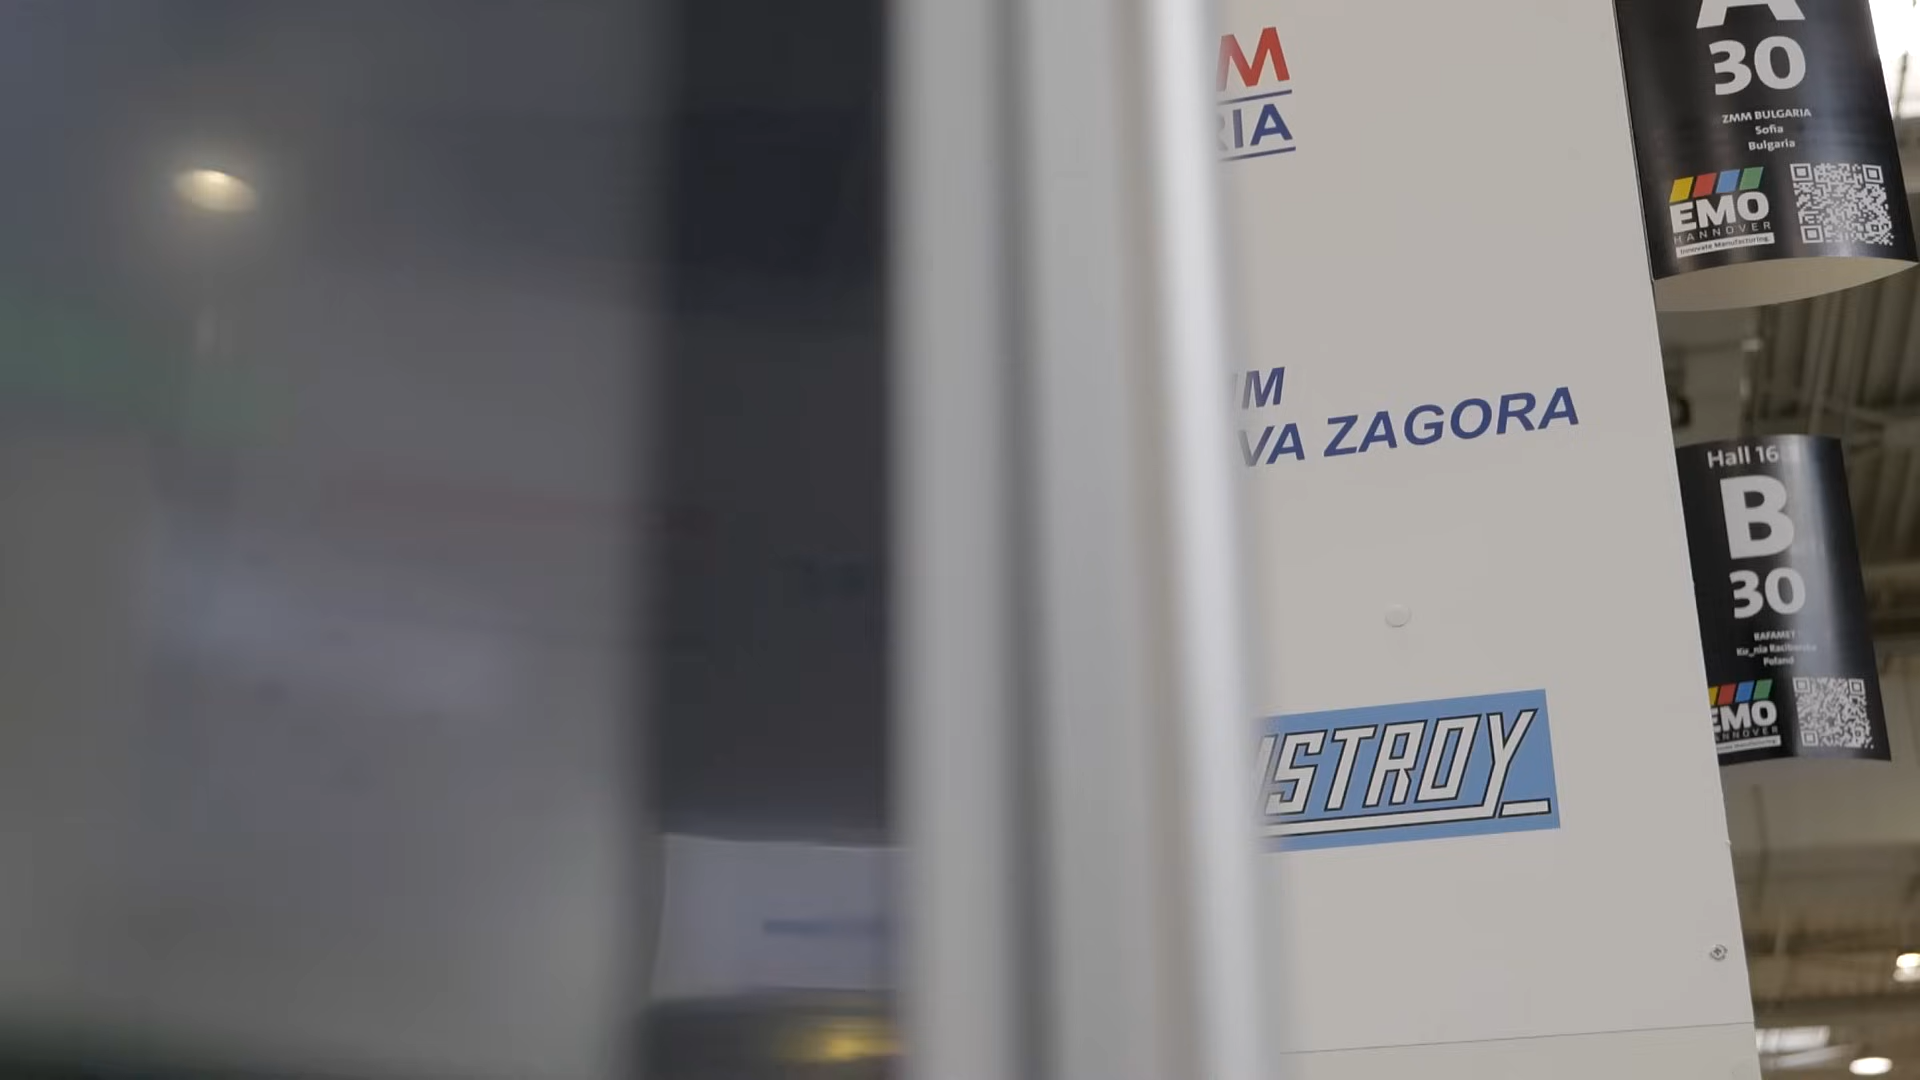 M
RIA
A
30
ZMM BULGARIA
Sofia
Bulgaria
EMO
HANNOVER
Innovate Manufacturing.
M
VA ZAGORA
Hall 16
B
30
RAFAMET
Poland
EMO
HANNOVER
STROY